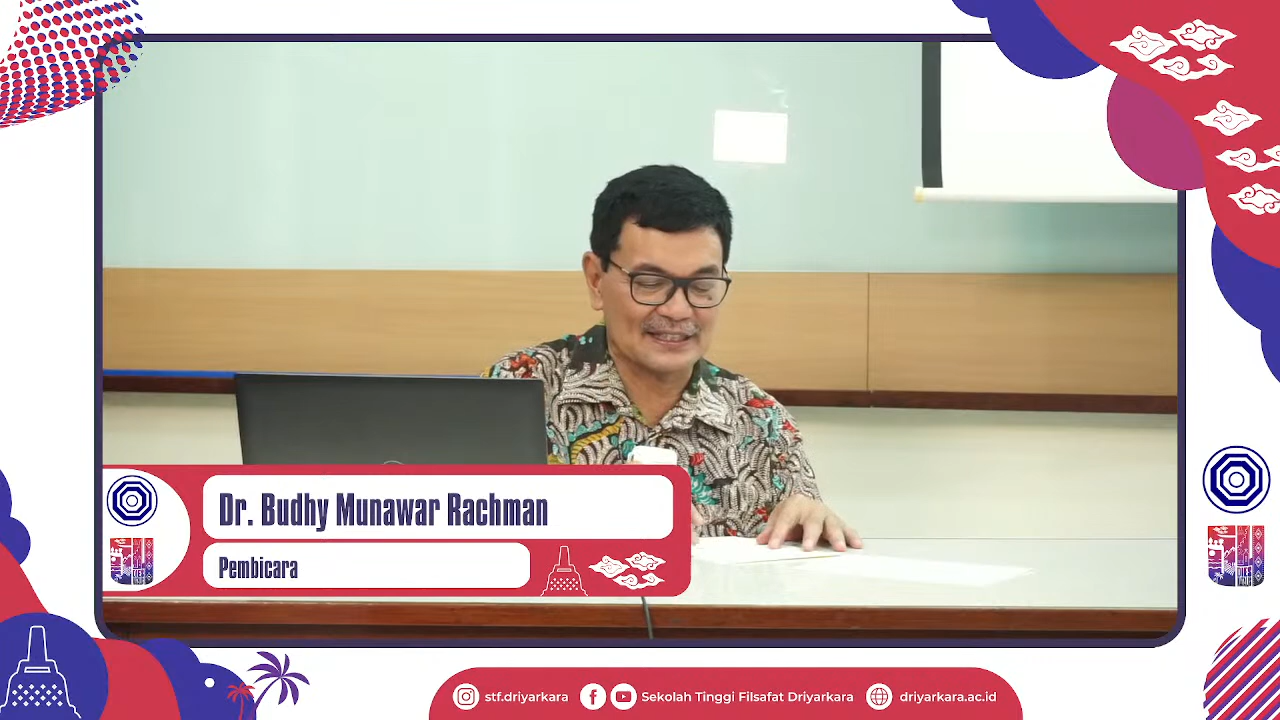 Dr. Budhy Munawar Rachman
Pembicara
stf.driyarkara
Sekolah Tinggi Filsafat Driyarkara
driyarkara.ac.id